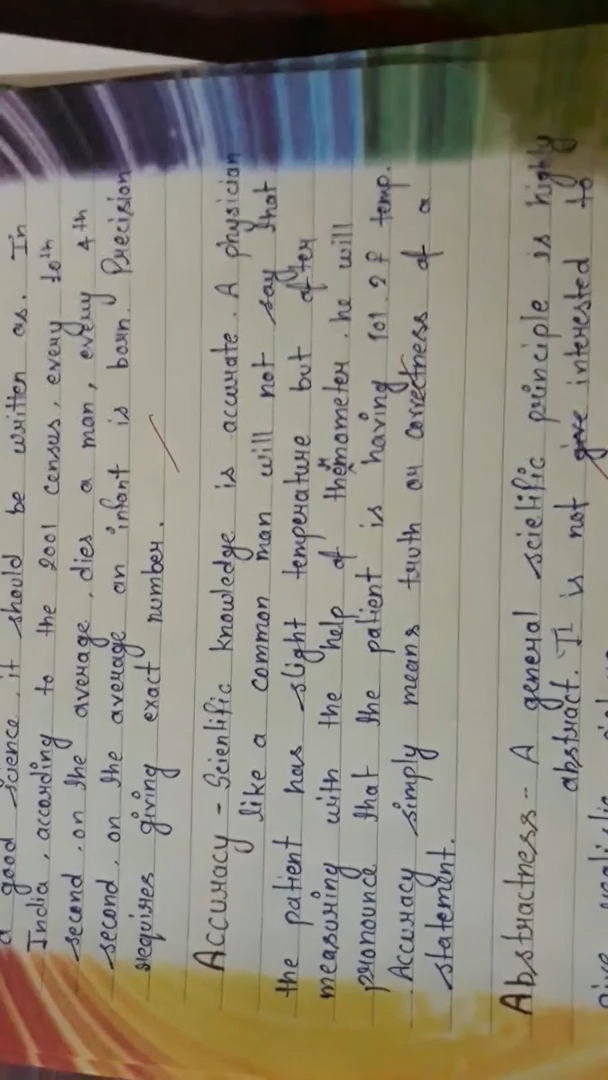 a good science, it should be written as. In
India, according to the 2001 census, every 10th
second, on the average, dies a man, every 4th
second, on the average an infant is born. Precision
requires giving exact number.
Accuracy - Scientific knowledge is accurate. A physician
like a common man will not say that
the patient has slight temperature but after
measuring with the help of thermometer, he will
pronounce that the patient is having 101.2F temp.
Accuracy simply means truth or correctness of a
statement.
Abstractness - A general scietific principle is highly
abstract. It is not interested to
give realistic